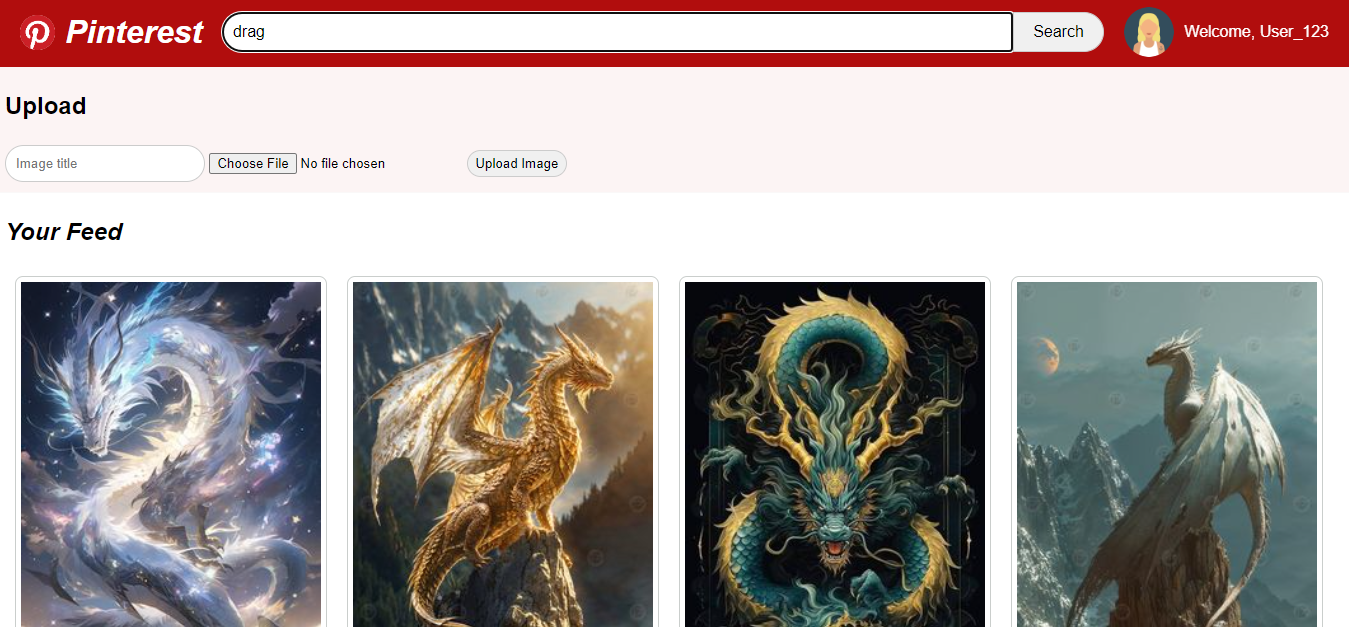 Pinterest
drag
Search
Welcome, User_123
Upload
Image title
Choose File No file chosen
Upload Image
Your Feed